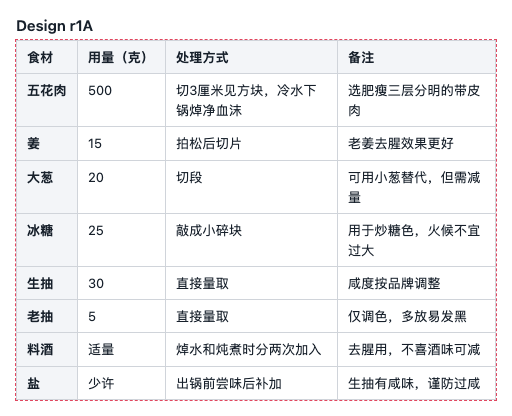 Design r1A
食材 用量（克） 处理方式 备注
五花肉 500 切3厘米见方块，冷水下 选肥瘦三层分明的带皮
锅焯净血沫 肉
姜 15 拍松后切片 老姜去腥效果更好
大葱 20 切段 可用小葱替代，但需减
量
冰糖 25 敲成小碎块 用于炒糖色，火候不宜
过大
生抽 30 直接量取 咸度按品牌调整
老抽 5 直接量取 仅调色，多放易发黑
料酒 适量 焯水和炖煮时分两次加入 去腥用，不喜酒味可减
盐 少许 出锅前尝味后补加 生抽有咸味，谨防过咸